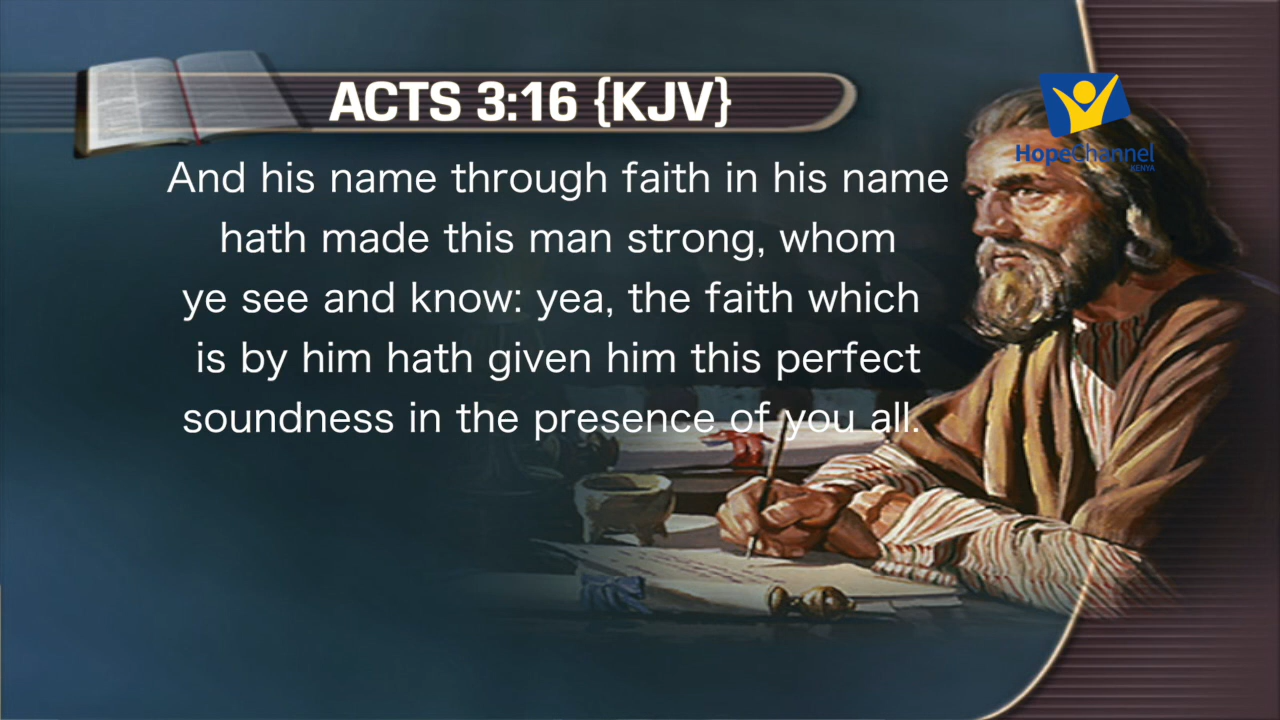 ACTS 3:16 {KJV}
HopeChannel
KENYA
And his name through faith in his name
hath made this man strong, whom
ye see and know: yea, the faith which
is by him hath given him this perfect
soundness in the presence of you all.